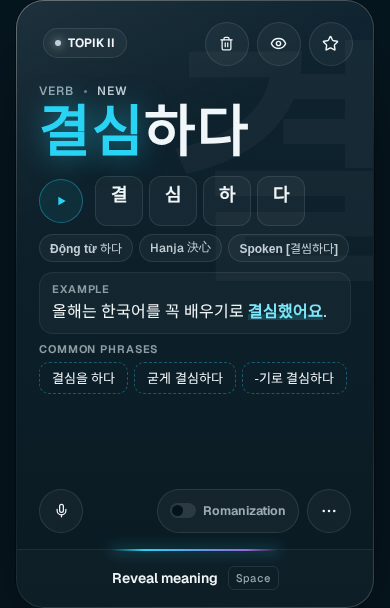 TOPIK II
VERB • NEW
결심하다
결 심 하 다
Động từ 하다 Hanja 決心 Spoken [결씸하다]
EXAMPLE
올해는 한국어를 꼭 배우기로 결심했어요.
COMMON PHRASES
결심을 하다 굳게 결심하다 -기로 결심하다
Romanization
Reveal meaning Space